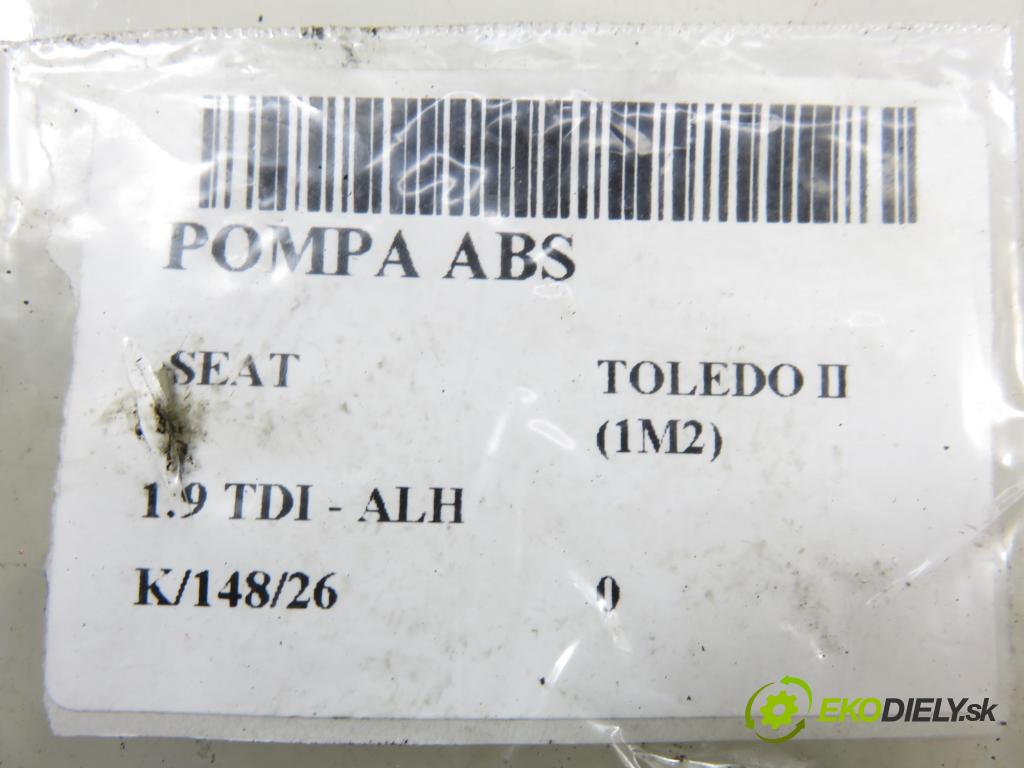 POMPA ABS
SEAT TOLEDO II
(1M2)
1.9 TDI - ALH
K/148/26 0
EKODIELY.sk